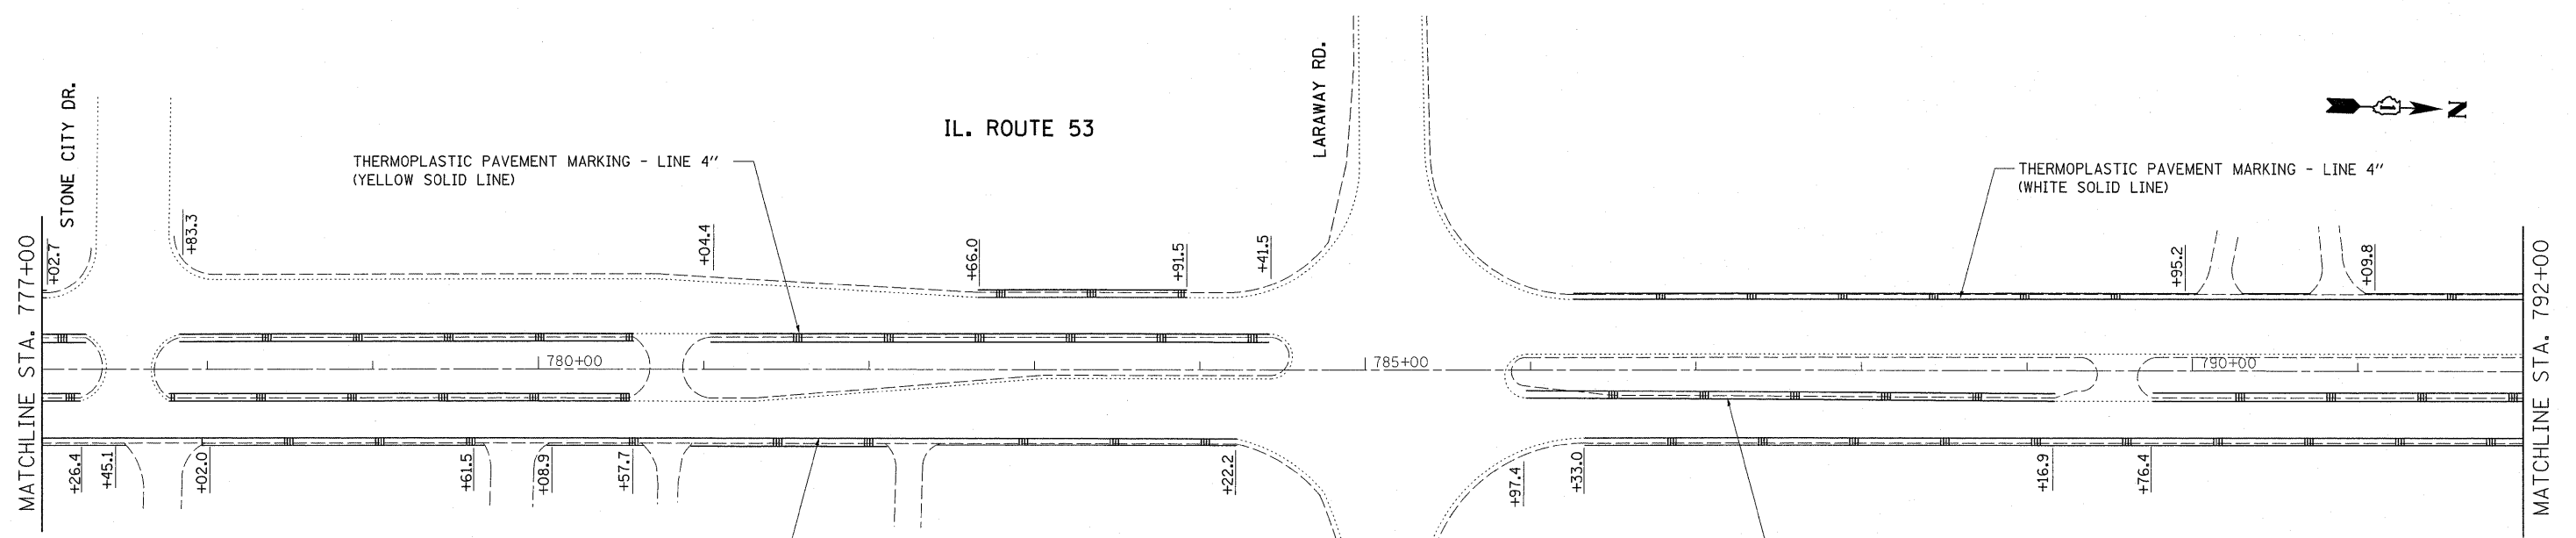 MATCHLINE STA. 777+00
STONE CITY DR.
+02.7
+83.3
THERMOPLASTIC PAVEMENT MARKING - LINE 4"
(YELLOW SOLID LINE)
IL. ROUTE 53
LARAWAY RD.
N
THERMOPLASTIC PAVEMENT MARKING - LINE 4"
(WHITE SOLID LINE)
+04.4
+66.0
+91.5
+41.5
+95.2
+09.8
780+00
785+00
790+00
+26.4
+45.1
+02.0
+61.5
+08.9
+57.7
+22.2
+97.4
+33.0
+16.9
+76.4
MATCHLINE STA. 792+00